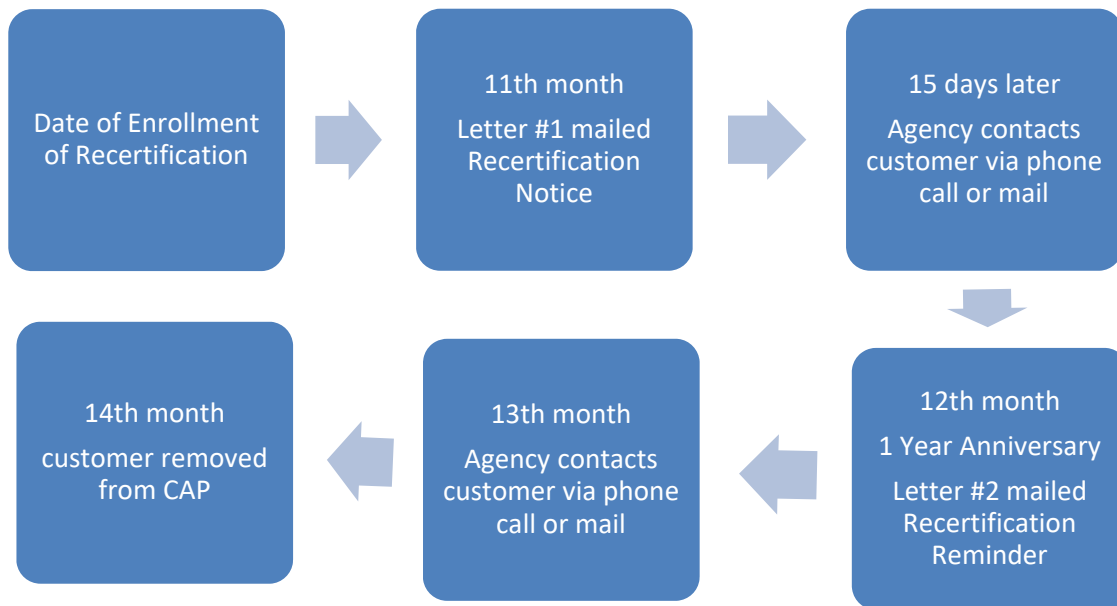 Date of Enrollment
of Recertification
11th month
Letter #1 mailed
Recertification
Notice
15 days later
Agency contacts
customer via phone
call or mail
12th month
1 Year Anniversary
Letter #2 mailed
Recertification
Reminder
13th month
Agency contacts
customer via phone
call or mail
14th month
customer removed
from CAP